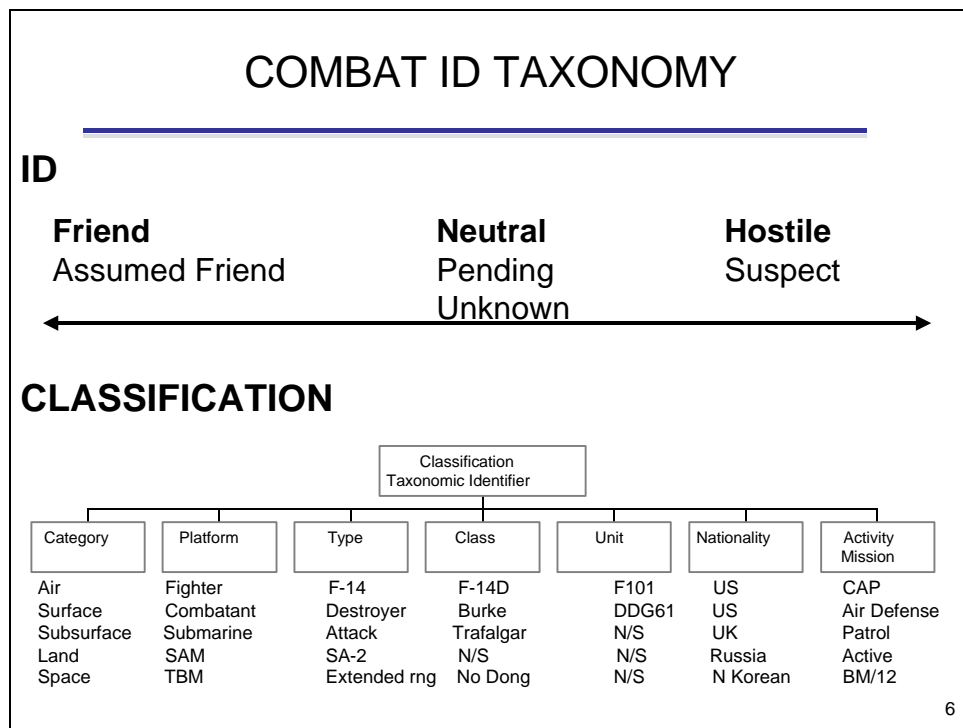 COMBAT ID TAXONOMY
ID
Friend Neutral Hostile
Assumed Friend Pending Suspect
Unknown
CLASSIFICATION
Classification
Taxonomic Identifier
Category Platform Type Class Unit Nationality Activity
Mission
Air Fighter F-14 F-14D F101 US CAP
Surface Combatant Destroyer Burke DDG61 US Air Defense
Subsurface Submarine Attack Trafalgar N/S UK Patrol
Land SAM SA-2 N/S N/S Russia Active
Space TBM Extended rng No Dong N/S N Korean BM/12
6